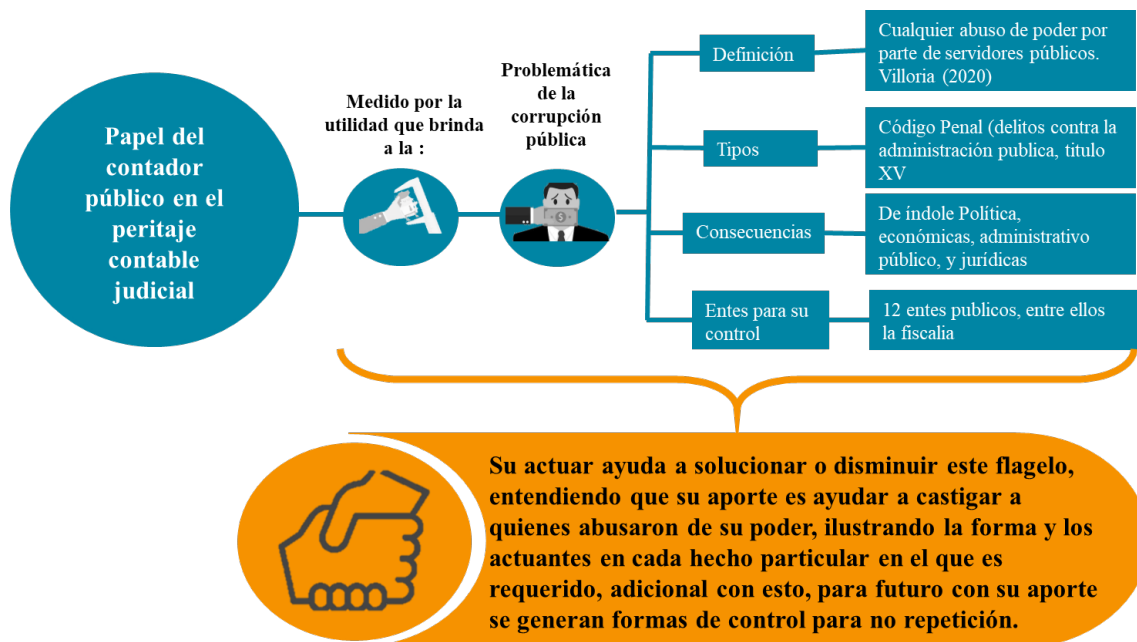 Papel del
contador
público en el
peritaje
contable
judicial
Medido por la
utilidad que brinda
a la :
Problemática
de la
corrupción
pública
$
Definición
Cualquier abuso de poder por
parte de servidores públicos.
Villoria (2020)
Tipos
Código Penal (delitos contra la
administración publica, titulo
XV
Consecuencias
De índole Política,
económicas, administrativo
público, y jurídicas
Entes para su
control
12 entes publicos, entre ellos
la fiscalia
Su actuar ayuda a solucionar o disminuir este flagelo,
entendiendo que su aporte es ayudar a castigar a
quienes abusaron de su poder, ilustrando la forma y los
actuantes en cada hecho particular en el que es
requerido, adicional con esto, para futuro con su aporte
se generan formas de control para no repetición.